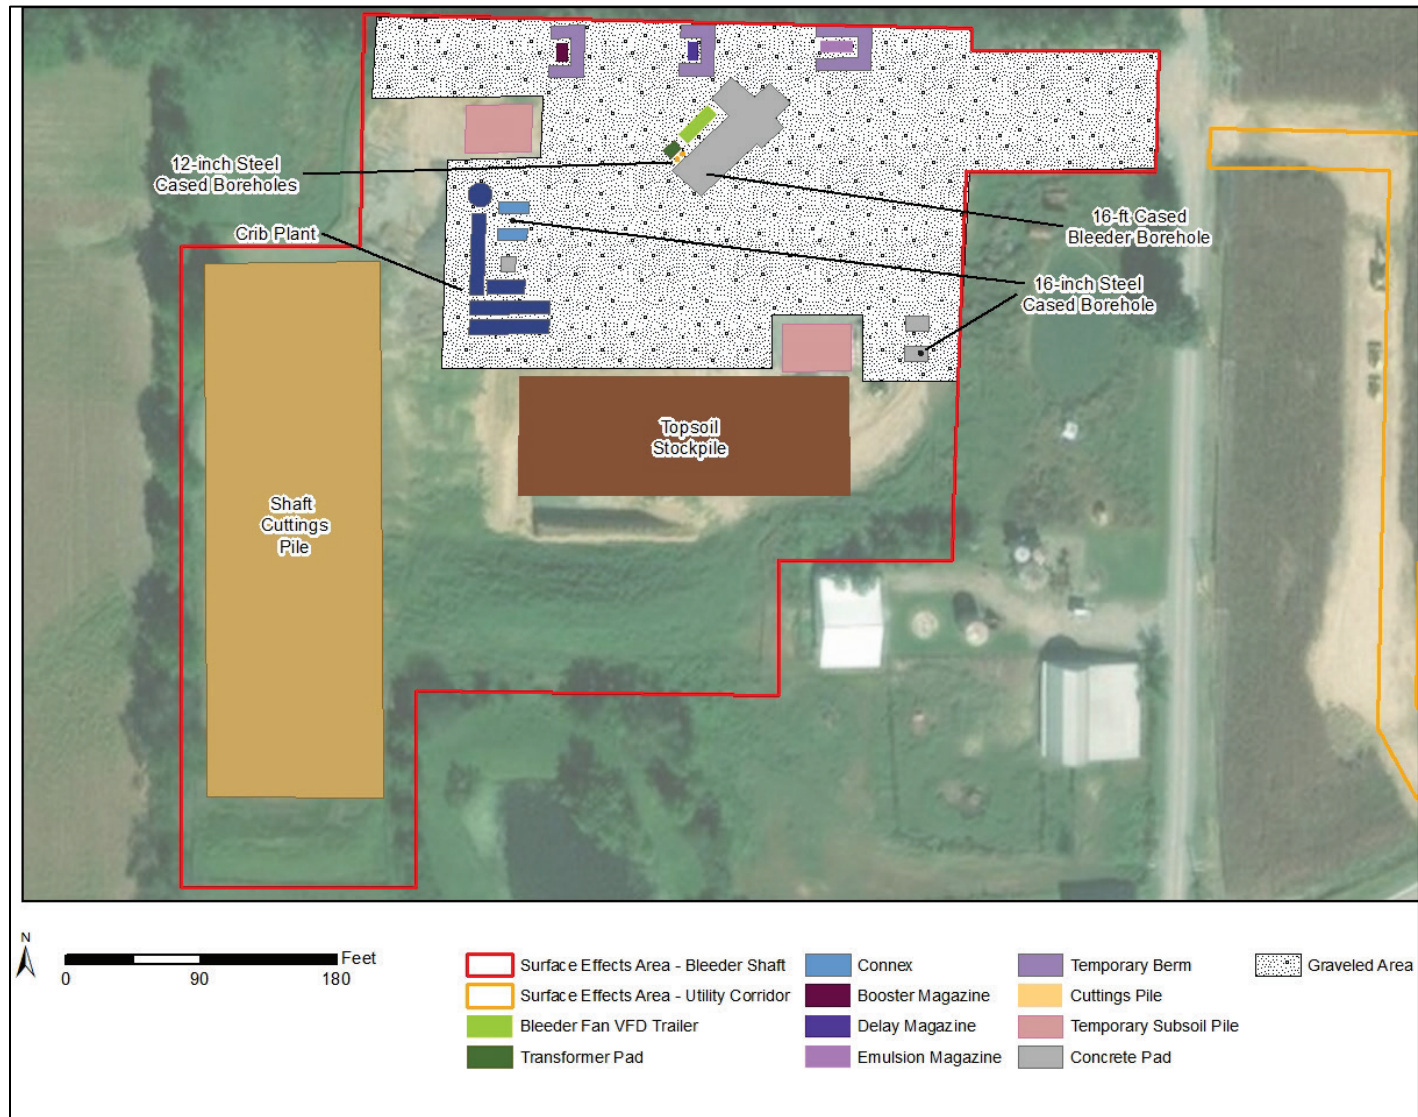 12-inch Steel
Cased Boreholes
Crib Plant
16-ft Cased
Bleeder Borehole
16-inch Steel
Cased Borehole
Topsoil
Stockpile
Shaft
Cuttings
Pile
N
Feet
0 90 180
Surface Effects Area - Bleeder Shaft
Surface Effects Area - Utility Corridor
Bleeder Fan VFD Trailer
Transformer Pad
Connex
Booster Magazine
Delay Magazine
Emulsion Magazine
Temporary Berm
Cuttings Pile
Temporary Subsoil Pile
Concrete Pad
Graveled Area